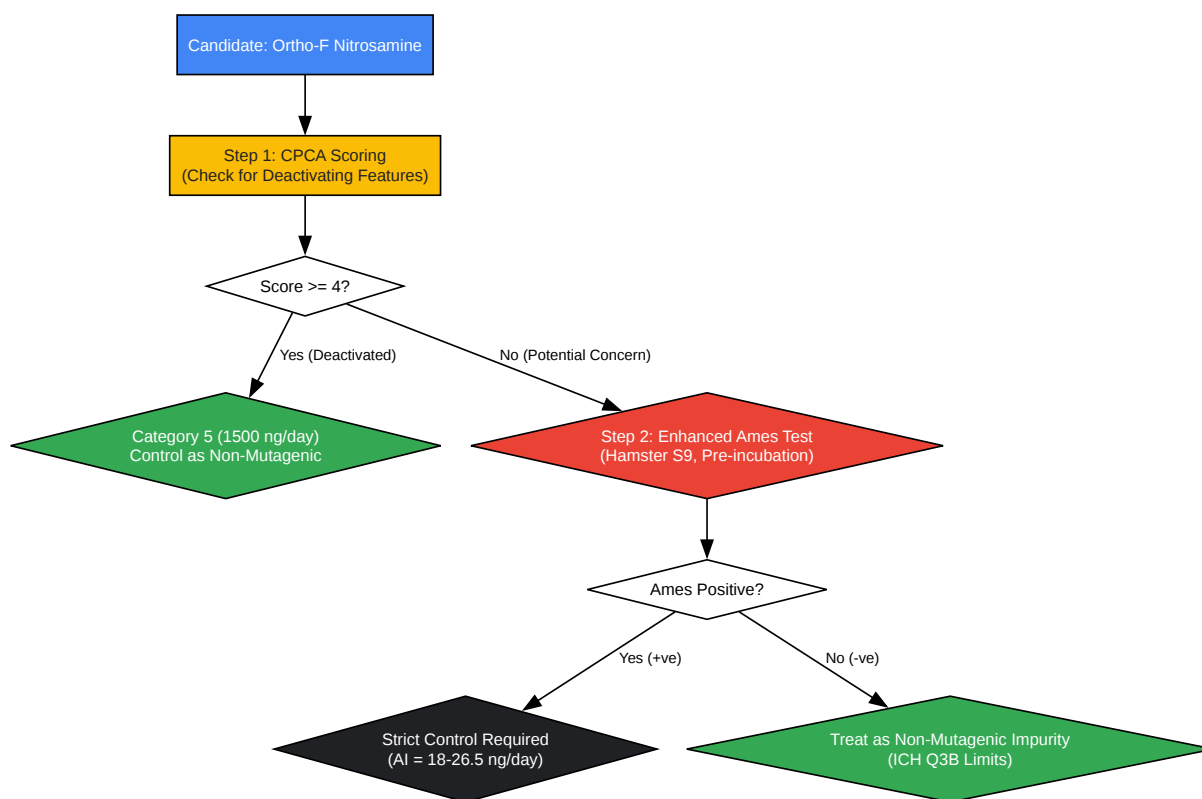 Candidate: Ortho-F Nitrosamine
Step 1: CPCA Scoring
(Check for Deactivating Features)
Score >= 4?
Yes (Deactivated)
No (Potential Concern)
Category 5 (1500 ng/day)
Control as Non-Mutagenic
Step 2: Enhanced Ames Test
(Hamster S9, Pre-incubation)
Ames Positive?
Yes (+ve)
No (-ve)
Strict Control Required
(AI = 18-26.5 ng/day)
Treat as Non-Mutagenic Impurity
(ICH Q3B Limits)